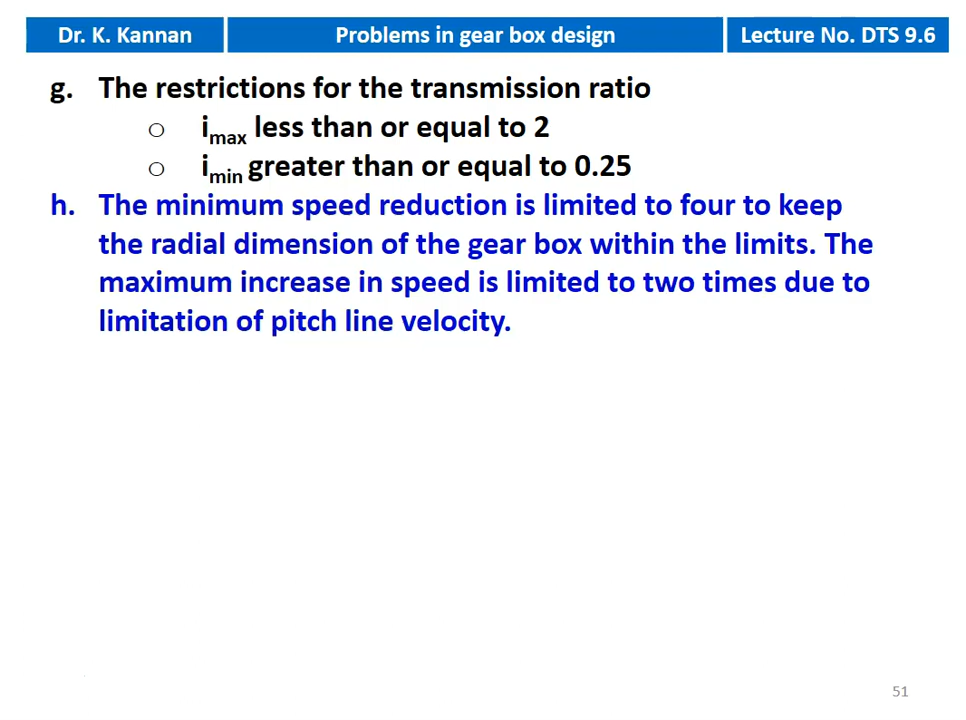 Dr. K. Kannan Problems in gear box design Lecture No. DTS 9.6
g. The restrictions for the transmission ratio
○ imax less than or equal to 2
○ imin greater than or equal to 0.25
h. The minimum speed reduction is limited to four to keep
the radial dimension of the gear box within the limits. The
maximum increase in speed is limited to two times due to
limitation of pitch line velocity.
51